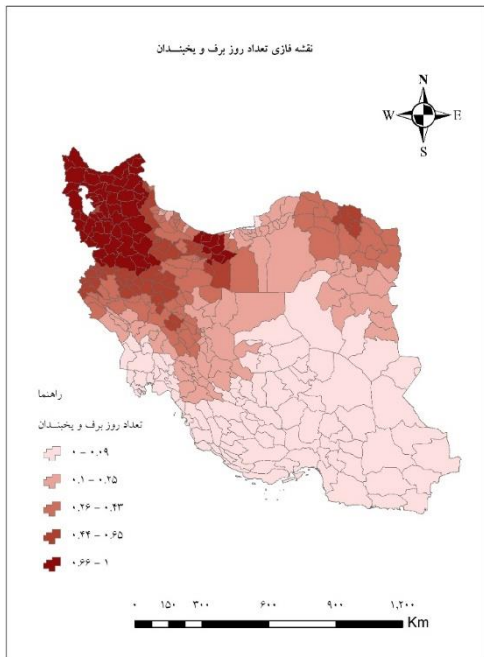 نقشه فازی تعداد روز برف و یخبندان
N
W E
S
راهنما
تعداد روز برف و یخبندان
۰ - ۰.۰۹
۰.۱ - ۰.۲۵
۰.۲۶ - ۰.۴۳
۰.۴۴ - ۰.۶۵
۰.۶۶ - ۱
۰ ۱۵۰ ۳۰۰ ۶۰۰ ۹۰۰ ۱,۲۰۰
Km